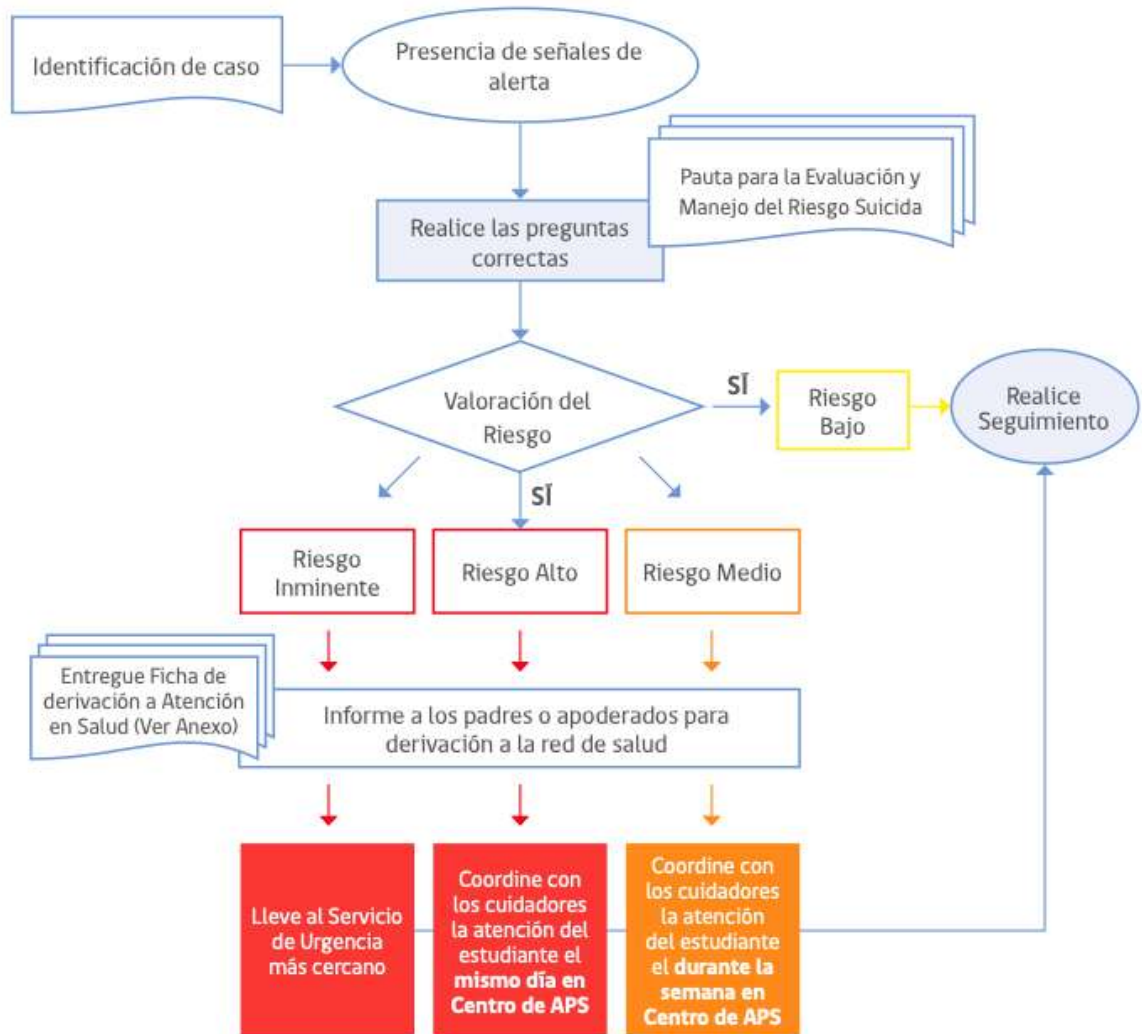 Identificación de caso
Presencia de señales de
alerta
Pauta para la Evaluación y
Manejo del Riesgo Suicida
Realice las preguntas
correctas
Valoración del
Riesgo
SÍ
Riesgo
Bajo
Realice
Seguimiento
SÍ
Riesgo
Inminente
Riesgo Alto
Riesgo Medio
Entregue Ficha de
derivación a Atención
en Salud (Ver Anexo)
Informe a los padres o apoderados para
derivación a la red de salud
Lleve al Servicio
de Urgencia
más cercano
Coordine con
los cuidadores
la atención del
estudiante el
mismo día en
Centro de APS
Coordine con
los cuidadores
la atención
del estudiante
el durante la
semana en
Centro de APS